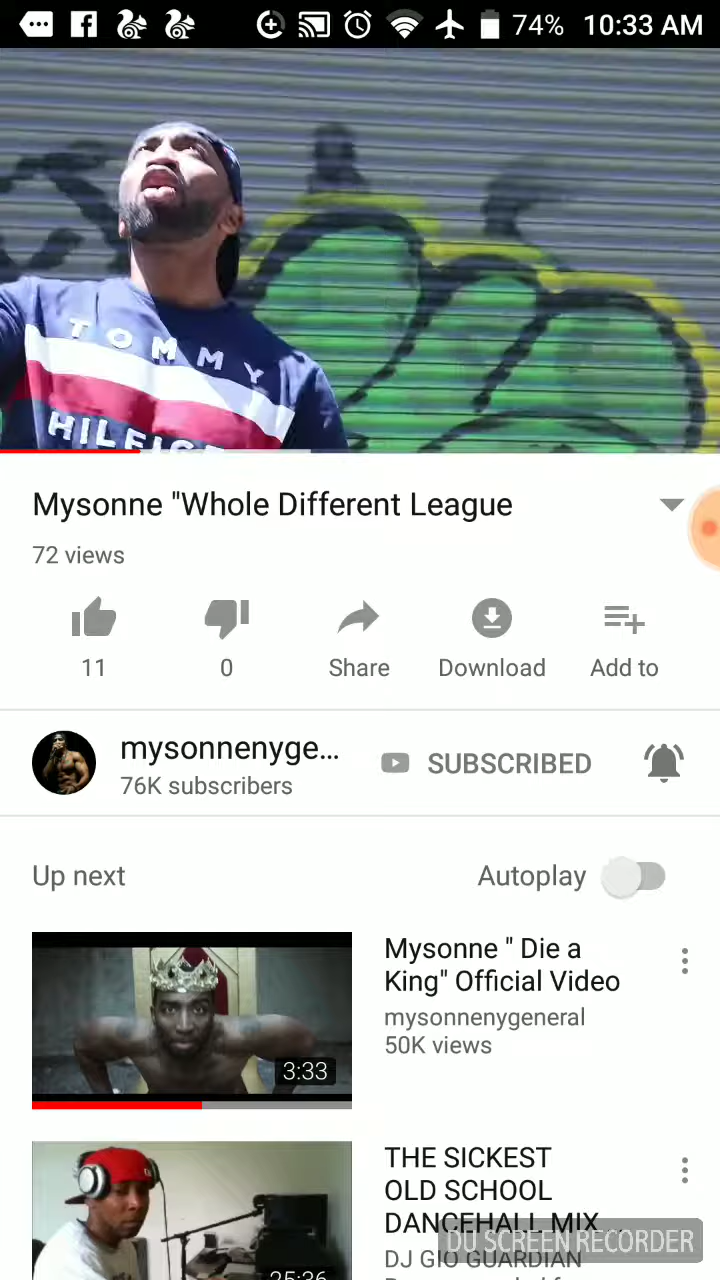 74% 10:33 AM
TOMMY
Mysonne "Whole Different League
72 views
11
0
Share
Download
Add to
mysonnenyge...
SUBSCRIBED
76K subscribers
Up next
Autoplay
Mysonne " Die a
King" Official Video
mysonnenygeneral
50K views
3:33
THE SICKEST
OLD SCHOOL
DANCEHALL MIX...
DJ GIO GUARDIAN
25:36
DU SCREEN RECORDER